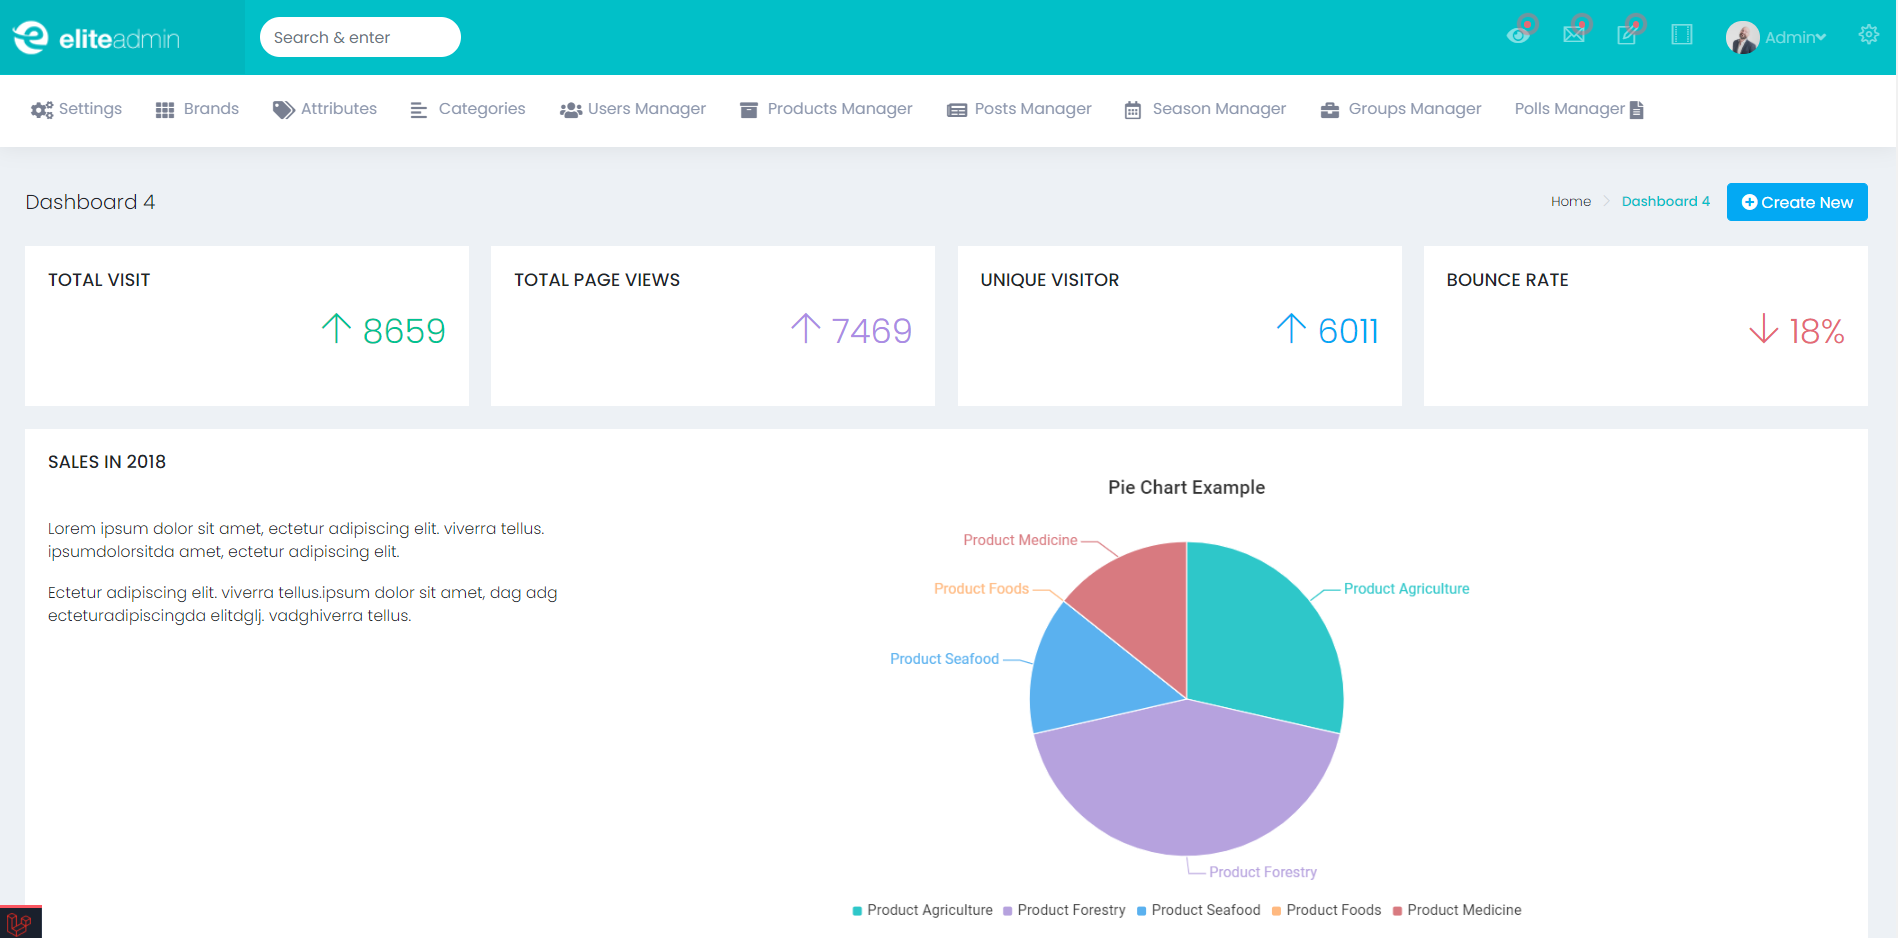 eliteadmin
Search & enter
Admin
Settings
Brands
Attributes
Categories
Users Manager
Products Manager
Posts Manager
Season Manager
Groups Manager
Polls Manager
Dashboard 4
Home
Dashboard 4
Create New
TOTAL VISIT
8659
TOTAL PAGE VIEWS
7469
UNIQUE VISITOR
6011
BOUNCE RATE
18%
SALES IN 2018
Lorem ipsum dolor sit amet, ectetur adipiscing elit. viverra tellus.
ipsumdolorsitda amet, ectetur adipiscing elit.
Ectetur adipiscing elit. viverra tellus.ipsum dolor sit amet, dag adg
ecteturadipiscingda elitdglj. vadghiverra tellus.
Pie Chart Example
Product Medicine
Product Foods
Product Agriculture
Product Seafood
Product Forestry
Product Agriculture
Product Forestry
Product Seafood
Product Foods
Product Medicine